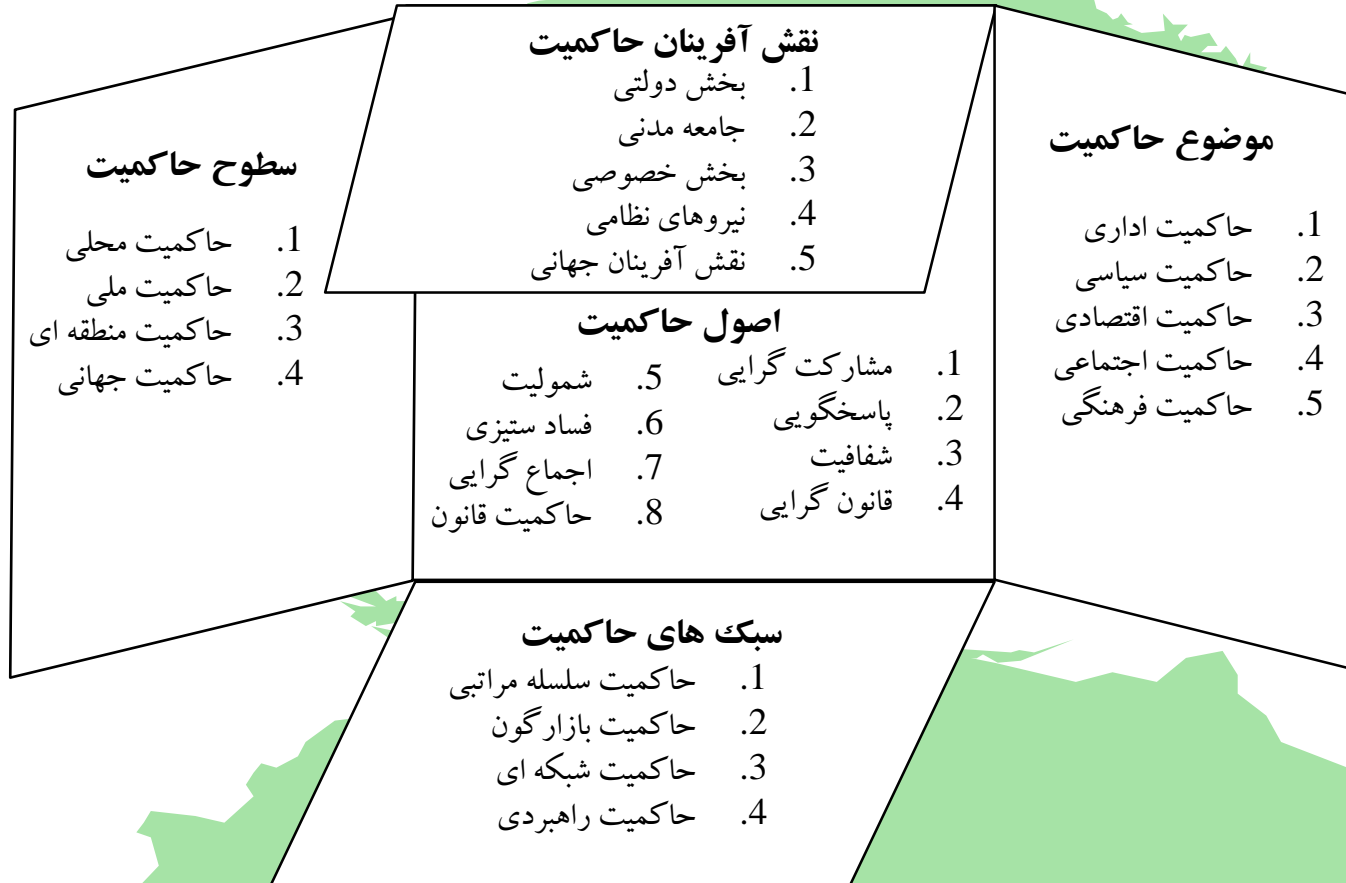 نقش آفرینان حاکمیت
1. بخش دولتی
2. جامعه مدنی
3. بخش خصوصی
4. نیروهای نظامی
5. نقش آفرینان جهانی
موضوع حاکمیت
1. حاکمیت اداری
2. حاکمیت سیاسی
3. حاکمیت اقتصادی
4. حاکمیت اجتماعی
5. حاکمیت فرهنگی
اصول حاکمیت
1. مشارکت گرایی
2. پاسخگویی
3. شفافیت
4. قانون گرایی
5. شمولیت
6. فساد ستیزی
7. اجماع گرایی
8. حاکمیت قانون
سطوح حاکمیت
1. حاکمیت محلی
2. حاکمیت ملی
3. حاکمیت منطقه ای
4. حاکمیت جهانی
سبک های حاکمیت
1. حاکمیت سلسله مراتبی
2. حاکمیت بازارگون
3. حاکمیت شبکه ای
4. حاکمیت راهبردی